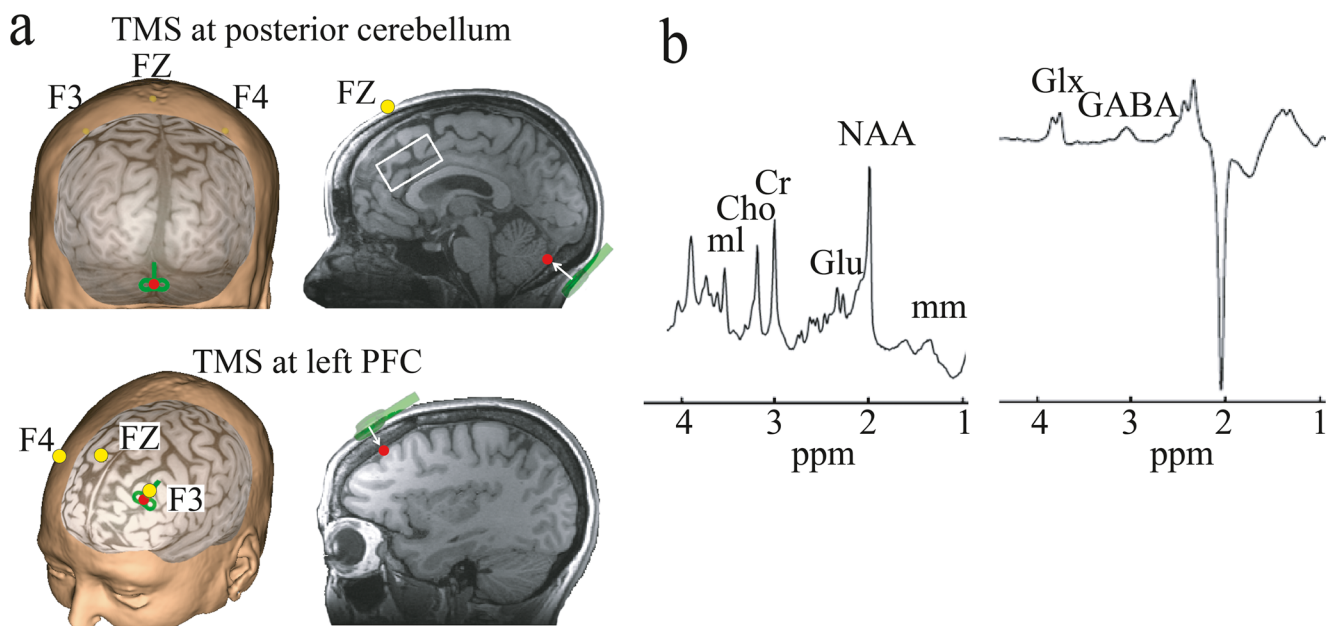 a
TMS at posterior cerebellum
FZ
F3
F4
FZ
TMS at left PFC
F4
FZ
F3
b
NAA
Cr
Cho
ml
Glu
mm
4 3 2 1
ppm
Glx
GABA
4 3 2 1
ppm